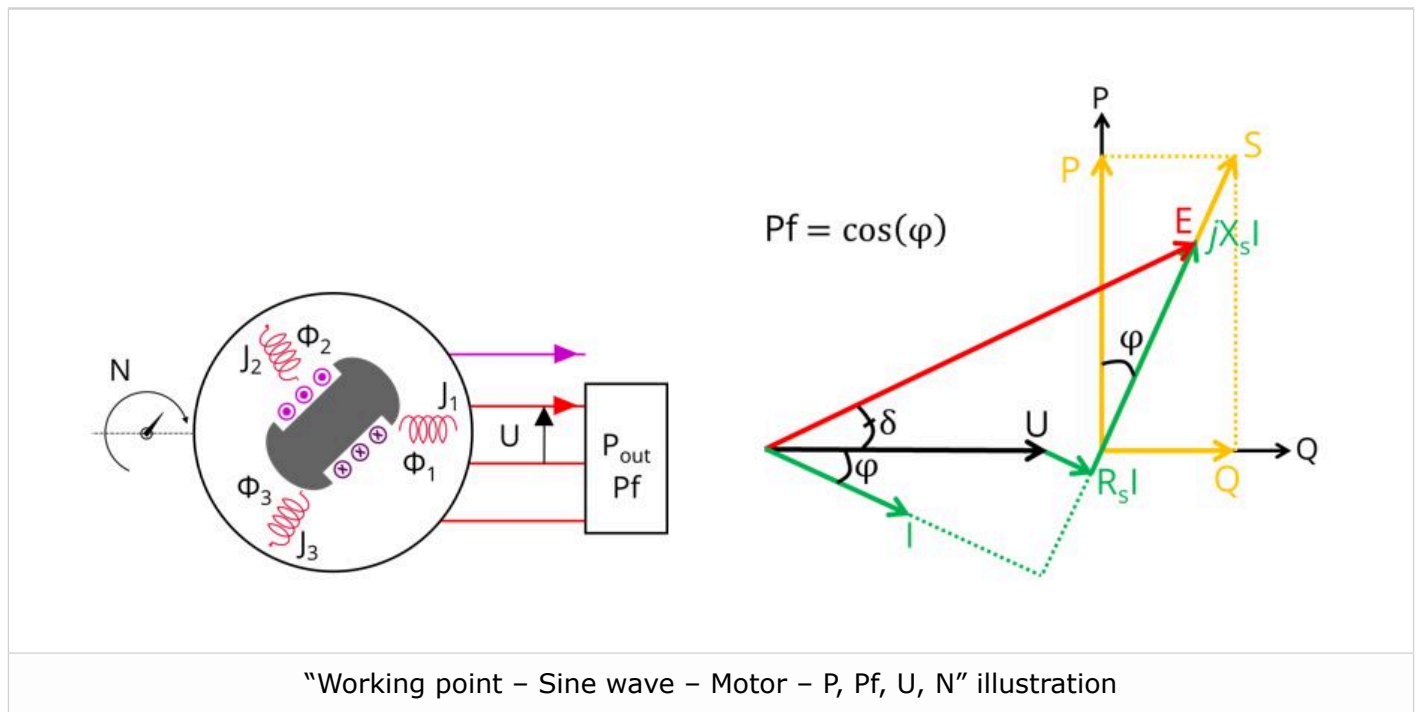 N
J₂
Φ₂
J₁
Φ₁
Φ₃
J₃
U
Pout
Pf
Pf = cos(φ)
P
P
S
E
jXₛI
φ
δ
U
φ
I
RₛI
Q
Q
“Working point – Sine wave – Motor – P, Pf, U, N” illustration